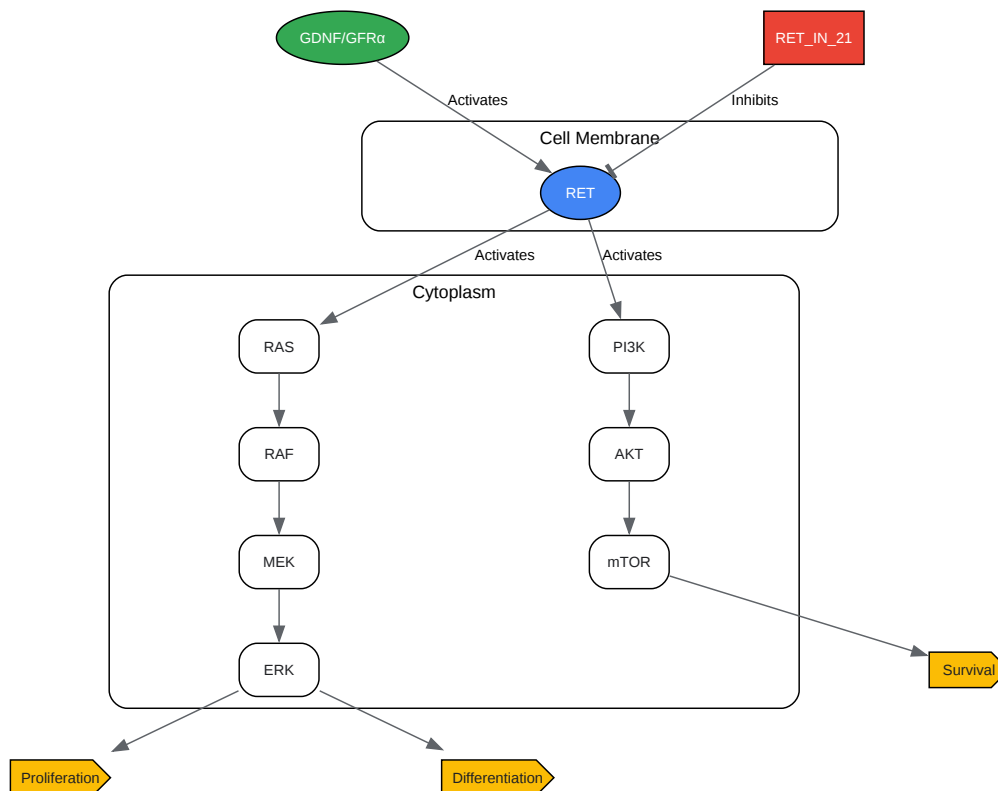 GDNF/GFRα
RET_IN_21
Activates
Inhibits
Cell Membrane
RET
Activates
Activates
Cytoplasm
RAS
PI3K
RAF
AKT
MEK
mTOR
ERK
Survival
Proliferation
Differentiation